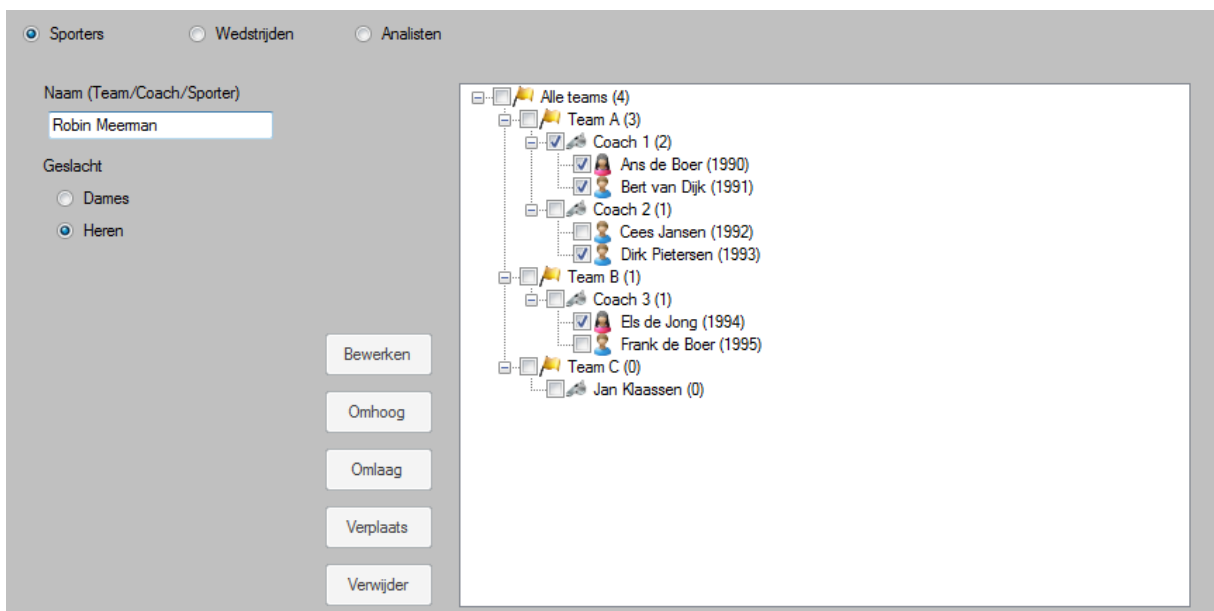 Sporters Wedstrijden Analisten
Naam (Team/Coach/Sporter)
Robin Meerman
Geslacht
Dames
Heren
Bewerken
Omhoog
Omlaag
Verplaats
Verwijder
Alle teams (4)
Team A (3)
Coach 1 (2)
Ans de Boer (1990)
Bert van Dijk (1991)
Coach 2 (1)
Cees Jansen (1992)
Dirk Pietersen (1993)
Team B (1)
Coach 3 (1)
Els de Jong (1994)
Frank de Boer (1995)
Team C (0)
Jan Klaassen (0)